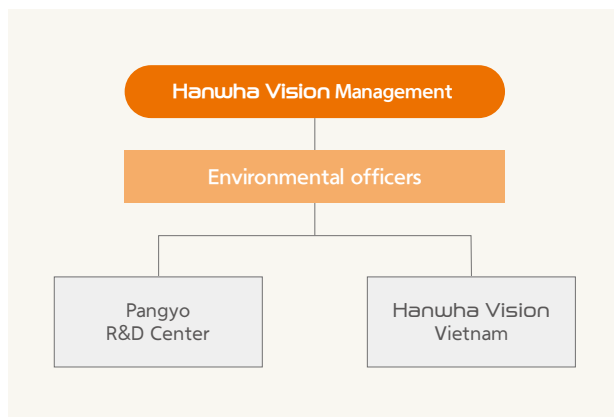 Hanwha Vision Management
Environmental officers
Pangyo
R&D Center
Hanwha Vision
Vietnam